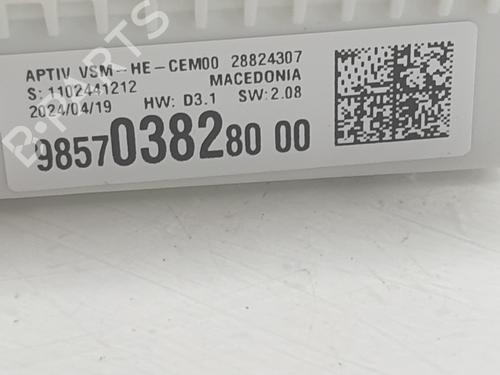 APTIV VSM-HE-CEM00 28824307
S: 1102441212 MACEDONIA
2024/04/19 HW: D3.1 SW: 2.08
9857038280 00
B-PARTS